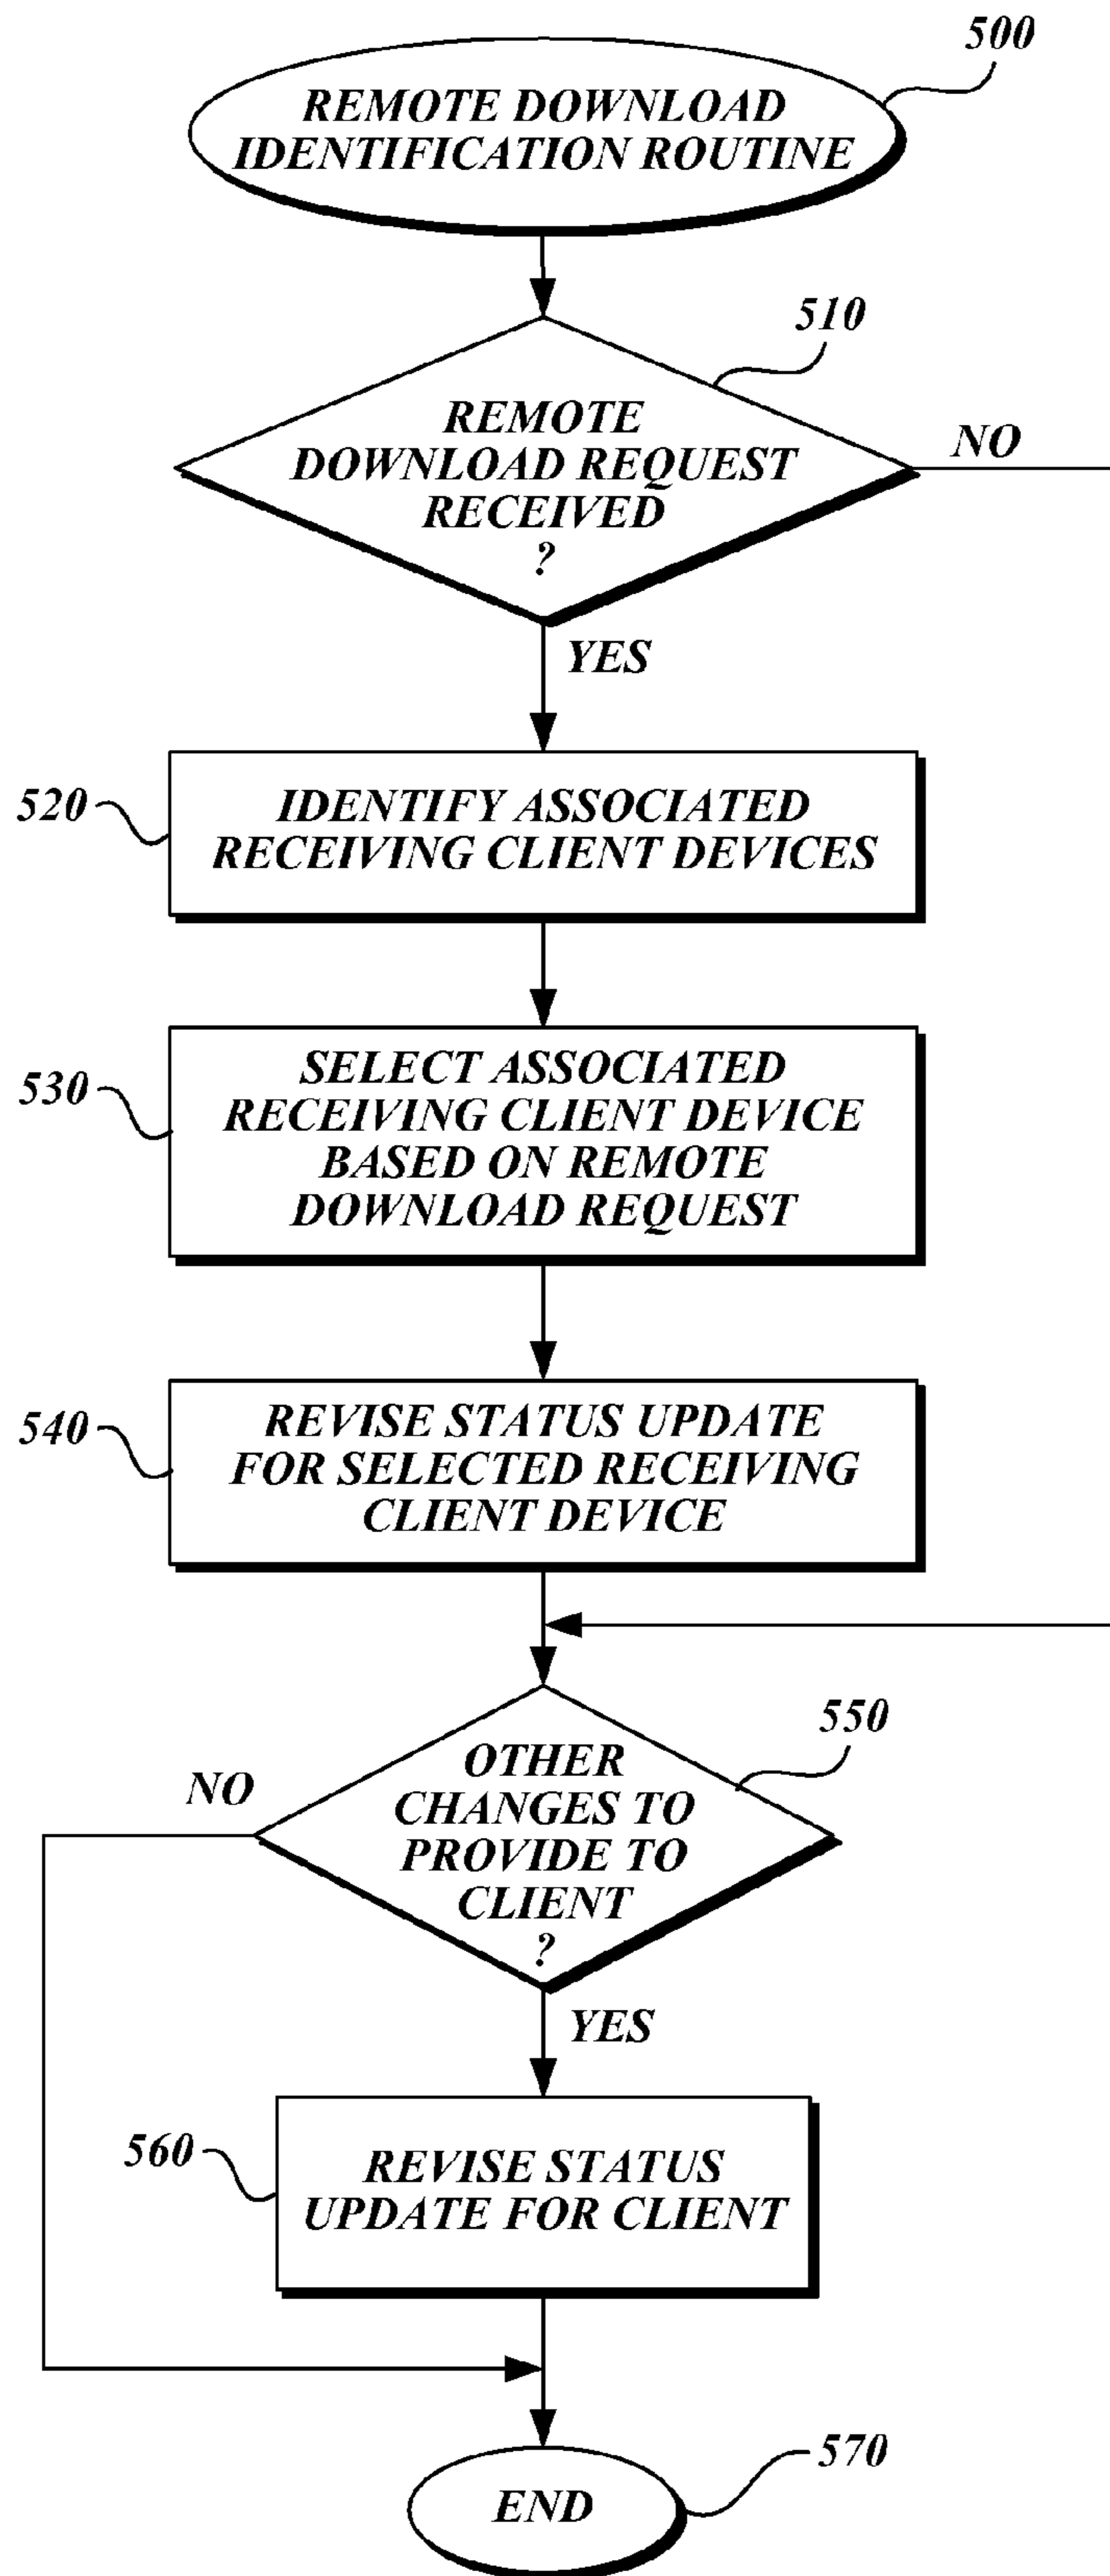 500
REMOTE DOWNLOAD
IDENTIFICATION ROUTINE
510
REMOTE
DOWNLOAD REQUEST
RECEIVED
?
NO
YES
520
IDENTIFY ASSOCIATED
RECEIVING CLIENT DEVICES
530
SELECT ASSOCIATED
RECEIVING CLIENT DEVICE
BASED ON REMOTE
DOWNLOAD REQUEST
540
REVISE STATUS UPDATE
FOR SELECTED RECEIVING
CLIENT DEVICE
550
OTHER
CHANGES TO
PROVIDE TO
CLIENT
?
NO
YES
560
REVISE STATUS
UPDATE FOR CLIENT
570
END